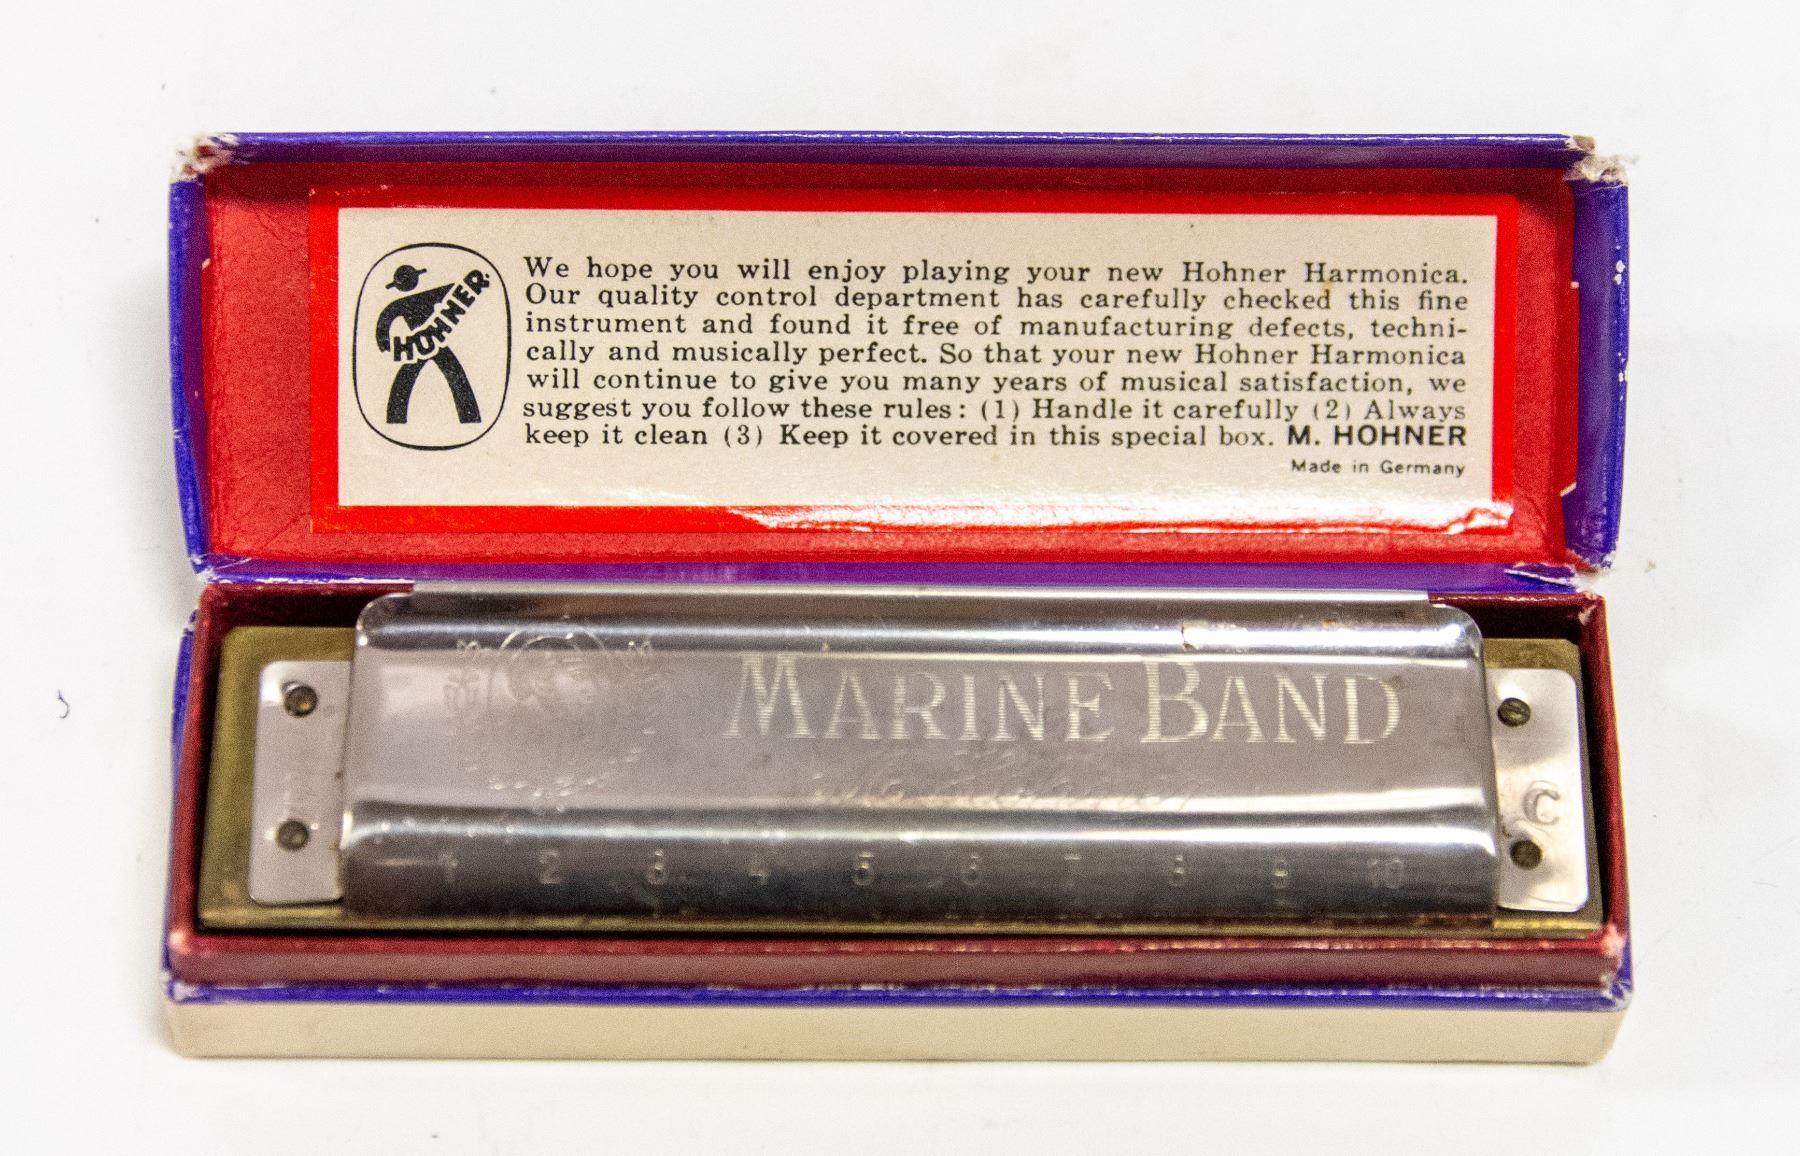 HOHNER
We hope you will enjoy playing your new Hohner Harmonica.
Our quality control department has carefully checked this fine
instrument and found it free of manufacturing defects, techni-
cally and musically perfect. So that your new Hohner Harmonica
will continue to give you many years of musical satisfaction, we
suggest you follow these rules: (1) Handle it carefully (2) Always
keep it clean (3) Keep it covered in this special box. M. HOHNER
Made in Germany
MARINE BAND
C
1 2 3 4 5 6 7 8 9 10